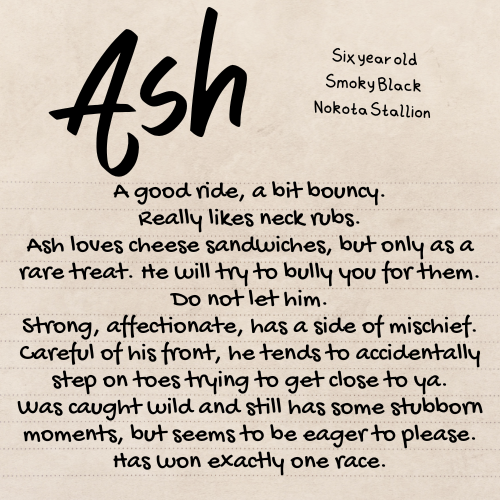 Ash
Six year old
Smoky Black
Nokota Stallion
A good ride, a bit bouncy.
Really likes neck rubs.
Ash loves cheese sandwiches, but only as a
rare treat. He will try to bully you for them.
Do not let him.
Strong, affectionate, has a side of mischief.
Careful of his front, he tends to accidentally
step on toes trying to get close to ya.
Was caught wild and still has some stubborn
moments, but seems to be eager to please.
Has won exactly one race.